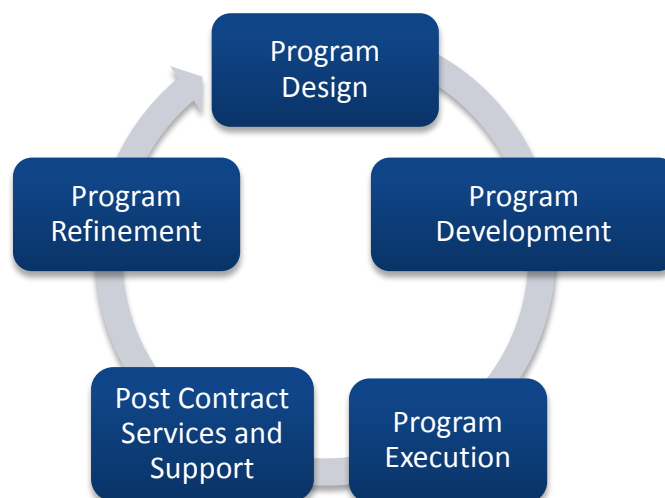 Program
Design
Program
Development
Program
Execution
Post Contract
Services and
Support
Program
Refinement